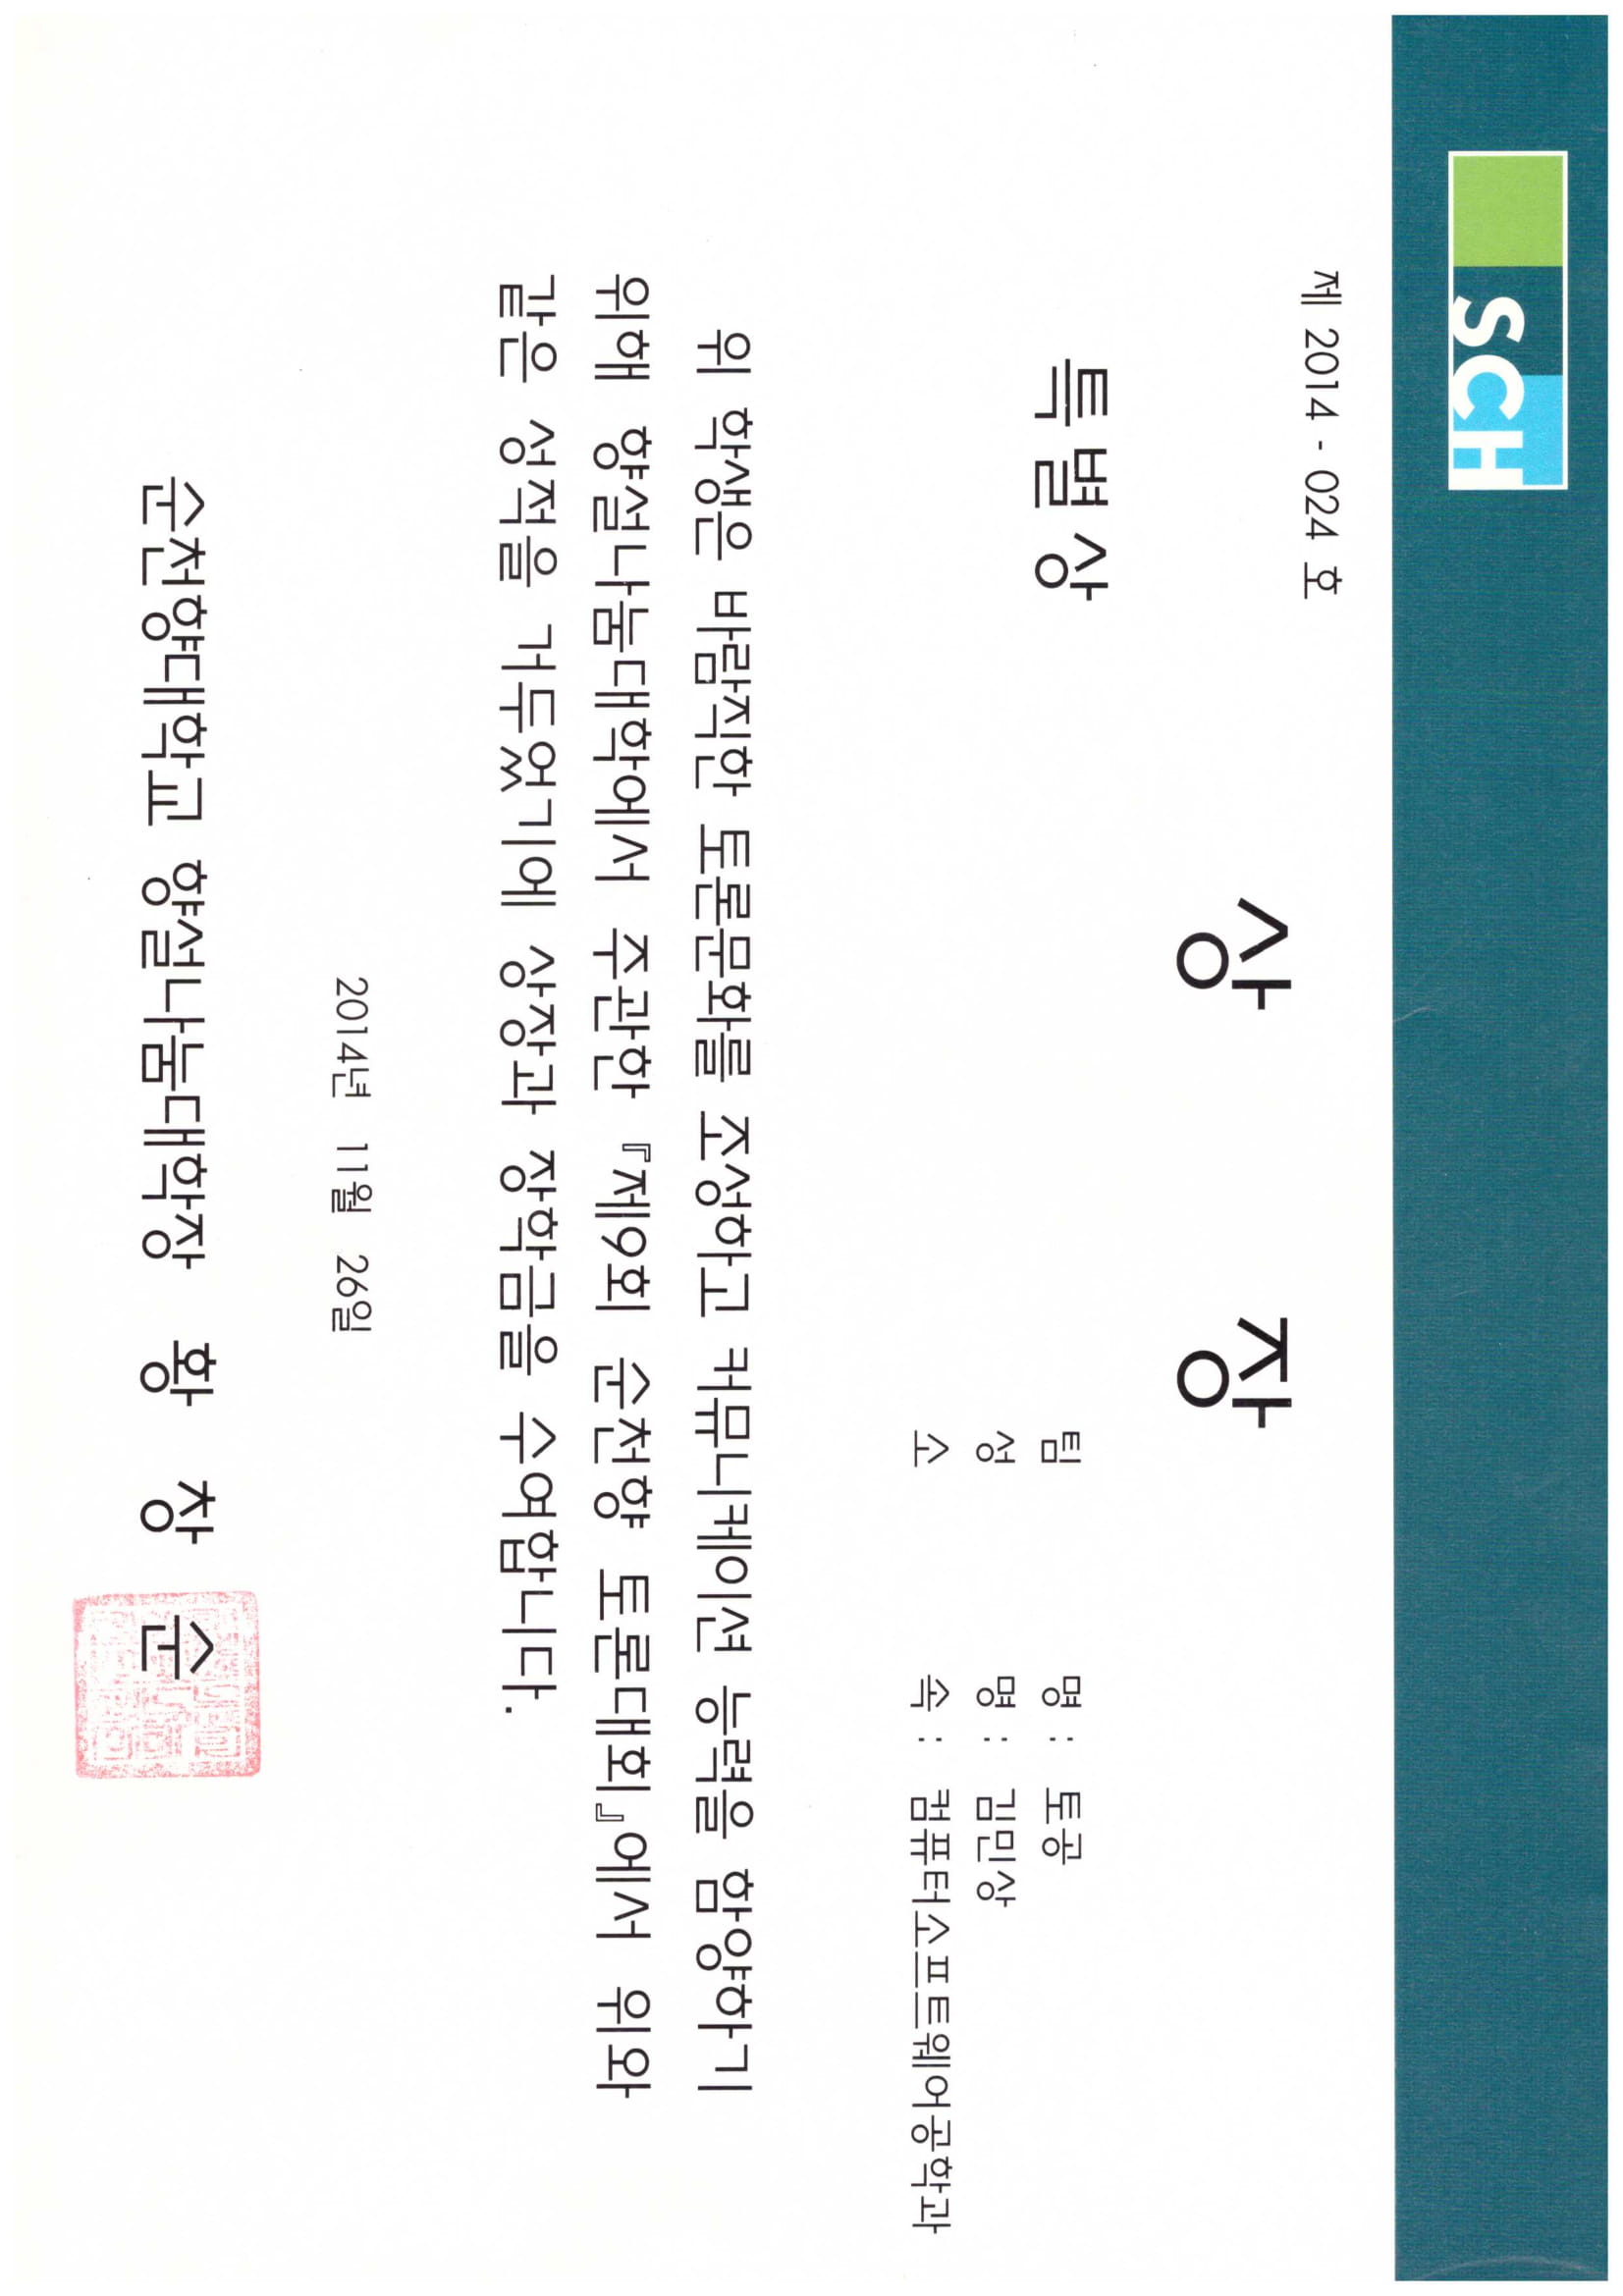 SCH
제 2014 - 024 호
상 장
특별상
팀 명 : 토공
성 명 : 김민상
소 속 : 컴퓨터소프트웨어공학과
위 학생은 바람직한 토론문화를 조성하고 커뮤니케이션 능력을 함양하기
위해 향설나눔대학에서 주관한 『제9회 순천향 토론대회』에서 위와
같은 성적을 거두었기에 상장과 장학금을 수여합니다.
2014년 11월 26일
순천향대학교 향설나눔대학장 황 창 순